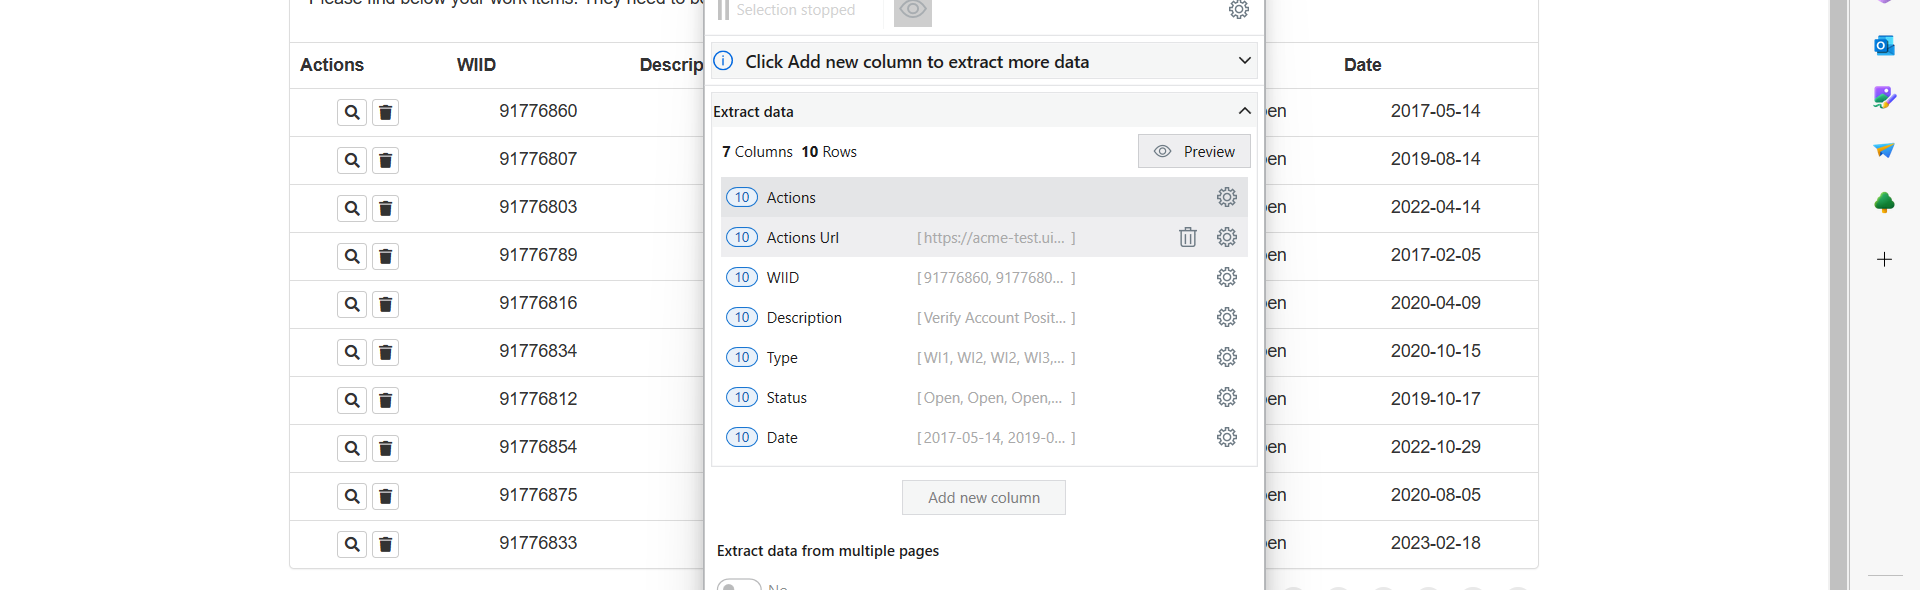 Please find below your work items. They need to b
Selection stopped
Click Add new column to extract more data
Actions WIID Descrip Date
Extract data
91776860 en 2017-05-14
7 Columns 10 Rows Preview
91776807 en 2019-08-14
10 Actions
91776803 en 2022-04-14
10 Actions Url [ https://acme-test.ui... ]
91776789 en 2017-02-05
10 WIID [ 91776860, 9177680... ]
91776816 en 2020-04-09
10 Description [ Verify Account Posit... ]
91776834 en 2020-10-15
10 Type [ WI1, WI2, WI2, WI3,... ]
91776812 en 2019-10-17
10 Status [ Open, Open, Open,... ]
10 Date [ 2017-05-14, 2019-0... ]
91776854 en 2022-10-29
91776875 en 2020-08-05
Add new column
91776833 en 2023-02-18
Extract data from multiple pages
No